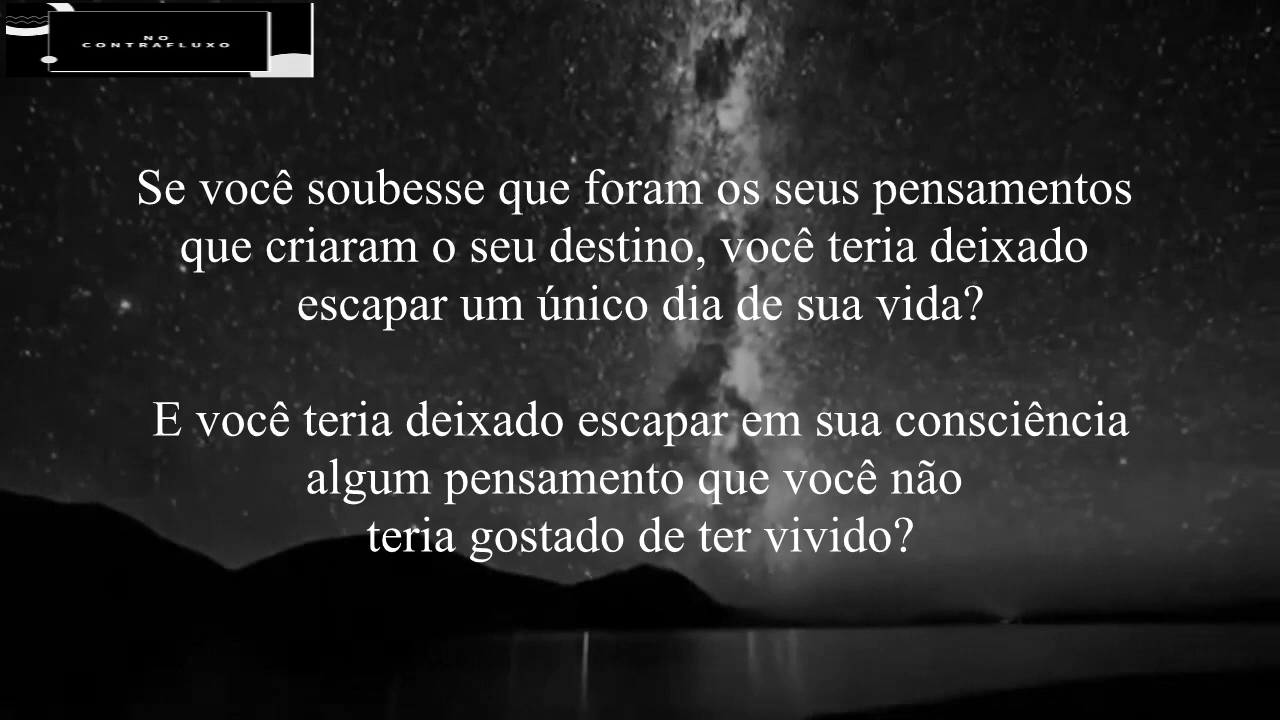 NO
CONTRAFLUXO
Se você soubesse que foram os seus pensamentos
que criaram o seu destino, você teria deixado
escapar um único dia de sua vida?
E você teria deixado escapar em sua consciência
algum pensamento que você não
teria gostado de ter vivido?